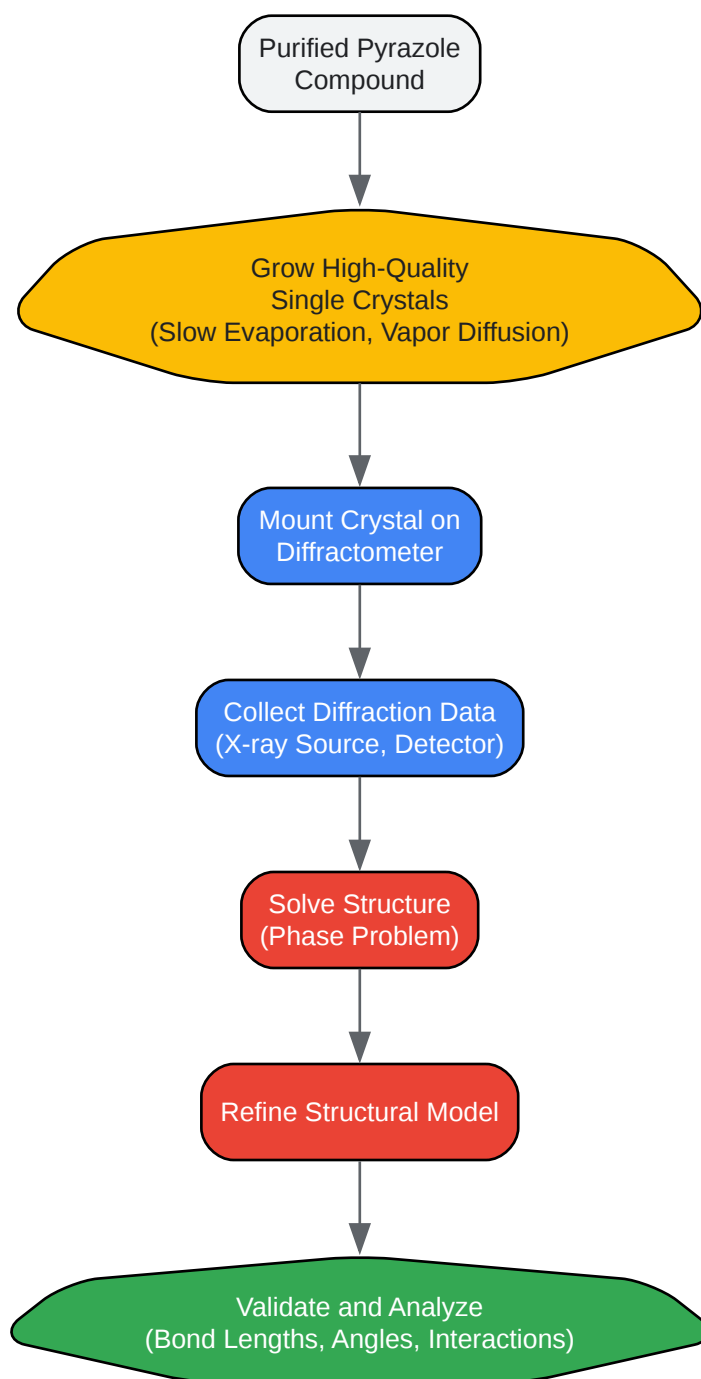 Purified Pyrazole
Compound
Grow High-Quality
Single Crystals
(Slow Evaporation, Vapor Diffusion)
Mount Crystal on
Diffractometer
Collect Diffraction Data
(X-ray Source, Detector)
Solve Structure
(Phase Problem)
Refine Structural Model
Validate and Analyze
(Bond Lengths, Angles, Interactions)